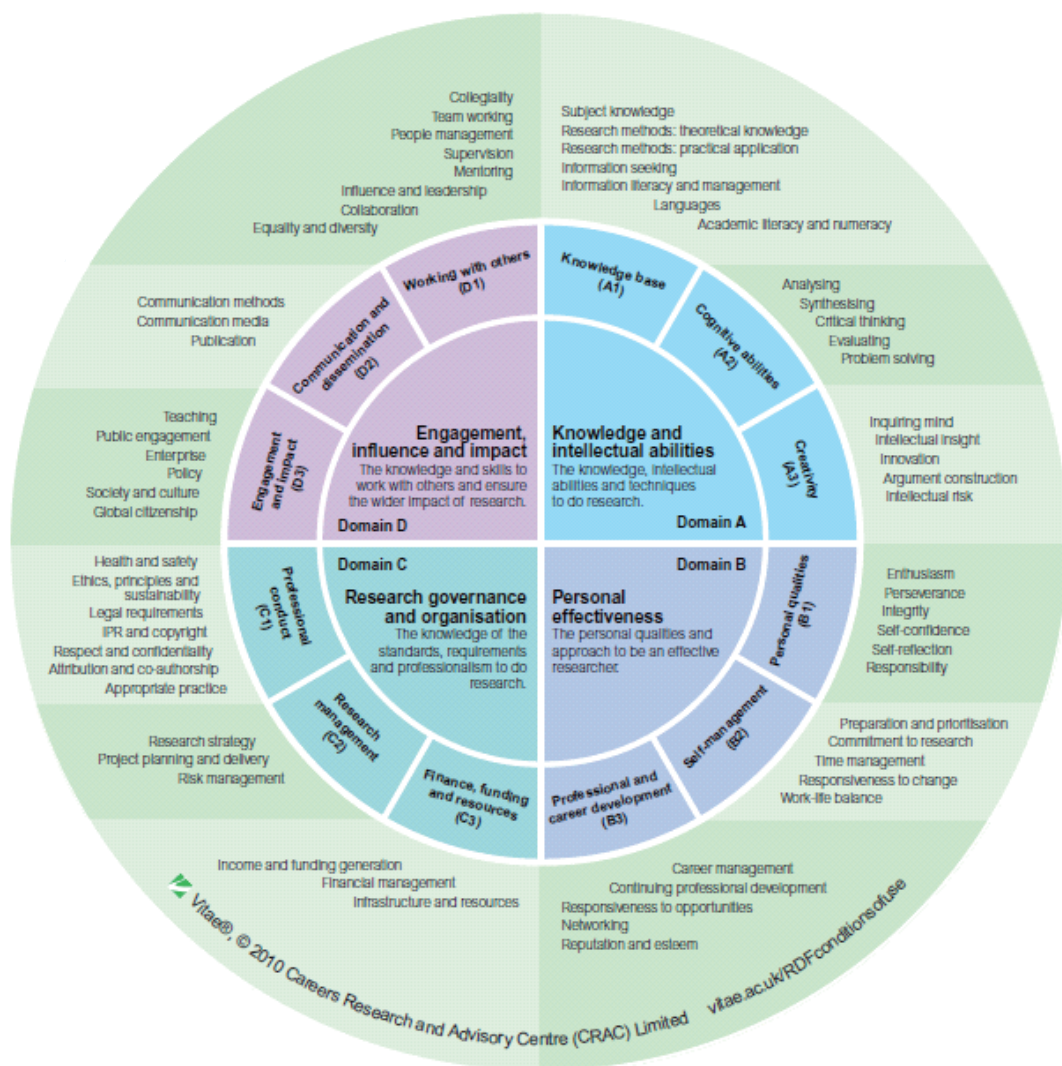 Collegiality
Team working
People management
Supervision
Mentoring
Influence and leadership
Collaboration
Equality and diversity
Subject knowledge
Research methods: theoretical knowledge
Research methods: practical application
Information seeking
Information literacy and management
Languages
Academic literacy and numeracy
Communication methods
Communication media
Publication
Analysing
Synthesising
Critical thinking
Evaluating
Problem solving
Teaching
Public engagement
Enterprise
Policy
Society and culture
Global citizenship
Inquiring mind
Intellectual insight
Innovation
Argument construction
Intellectual risk
Health and safety
Ethics, principles and
sustainability
Legal requirements
IPR and copyright
Respect and confidentiality
Attribution and co-authorship
Appropriate practice
Enthusiasm
Perseverance
Integrity
Self-confidence
Self-reflection
Responsibility
Research strategy
Project planning and delivery
Risk management
Preparation and prioritisation
Commitment to research
Time management
Responsiveness to change
Work-life balance
Income and funding generation
Financial management
Infrastructure and resources
Career management
Continuing professional development
Responsiveness to opportunities
Networking
Reputation and esteem
Working with others
(D1)
Communication and
dissemination
(D2)
Engagement
and impact
(D3)
Knowledge base
(A1)
Cognitive abilities
(A2)
Creativity
(A3)
Professional
conduct
(C1)
Research
management
(C2)
Finance, funding
and resources
(C3)
Personal qualities
(B1)
Self-management
(B2)
Professional and
career development
(B3)
Engagement,
influence and impact
The knowledge and skills to
work with others and ensure
the wider impact of research.
Domain D
Knowledge and
intellectual abilities
The knowledge, intellectual
abilities and techniques
to do research.
Domain A
Domain C
Research governance
and organisation
The knowledge of the
standards, requirements
and professionalism to do
research.
Domain B
Personal
effectiveness
The personal qualities and
approach to be an effective
researcher.
Vitae®, © 2010 Careers Research and Advisory Centre (CRAC) Limited vitae.ac.uk/RDFconditionsofuse